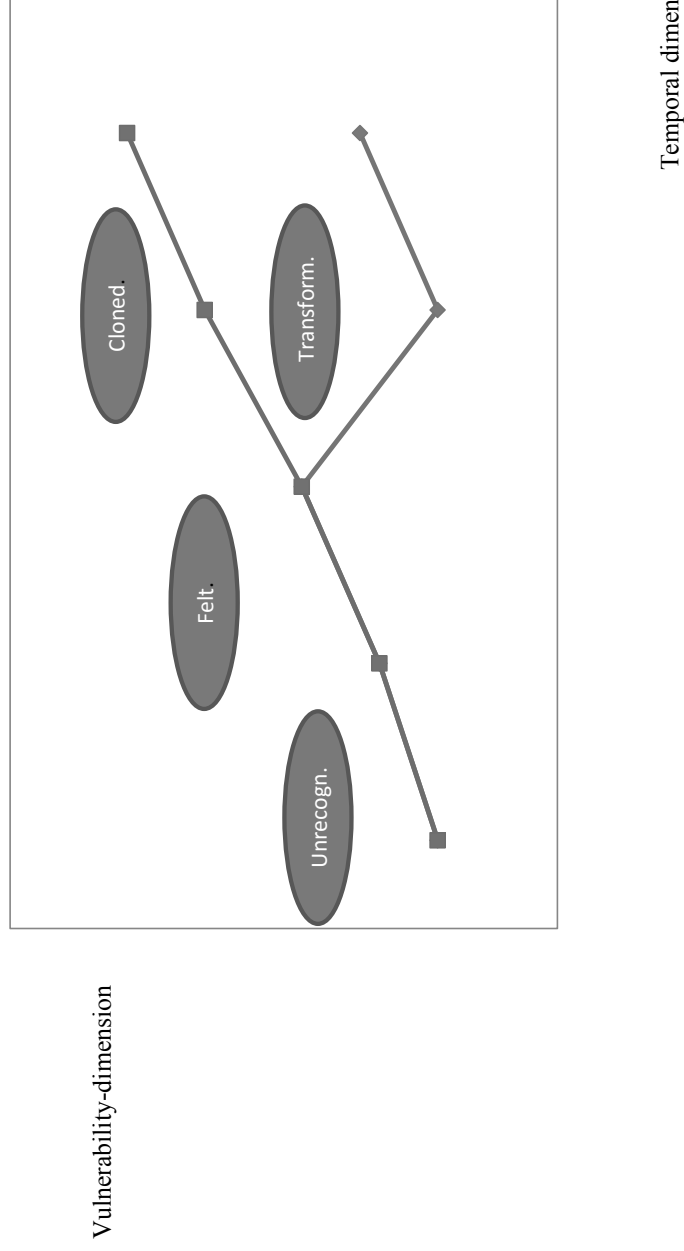 Cloned.
Transform.
Felt.
Unrecogn.
Vulnerability-dimension
Temporal dimen